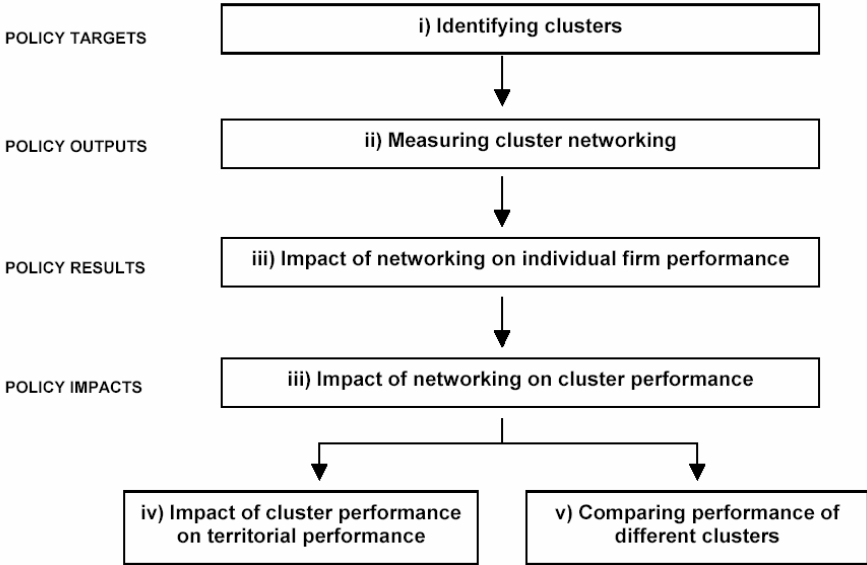 POLICY TARGETS
i) Identifying clusters
POLICY OUTPUTS
ii) Measuring cluster networking
POLICY RESULTS
iii) Impact of networking on individual firm performance
POLICY IMPACTS
iii) Impact of networking on cluster performance
iv) Impact of cluster performance
on territorial performance
v) Comparing performance of
different clusters